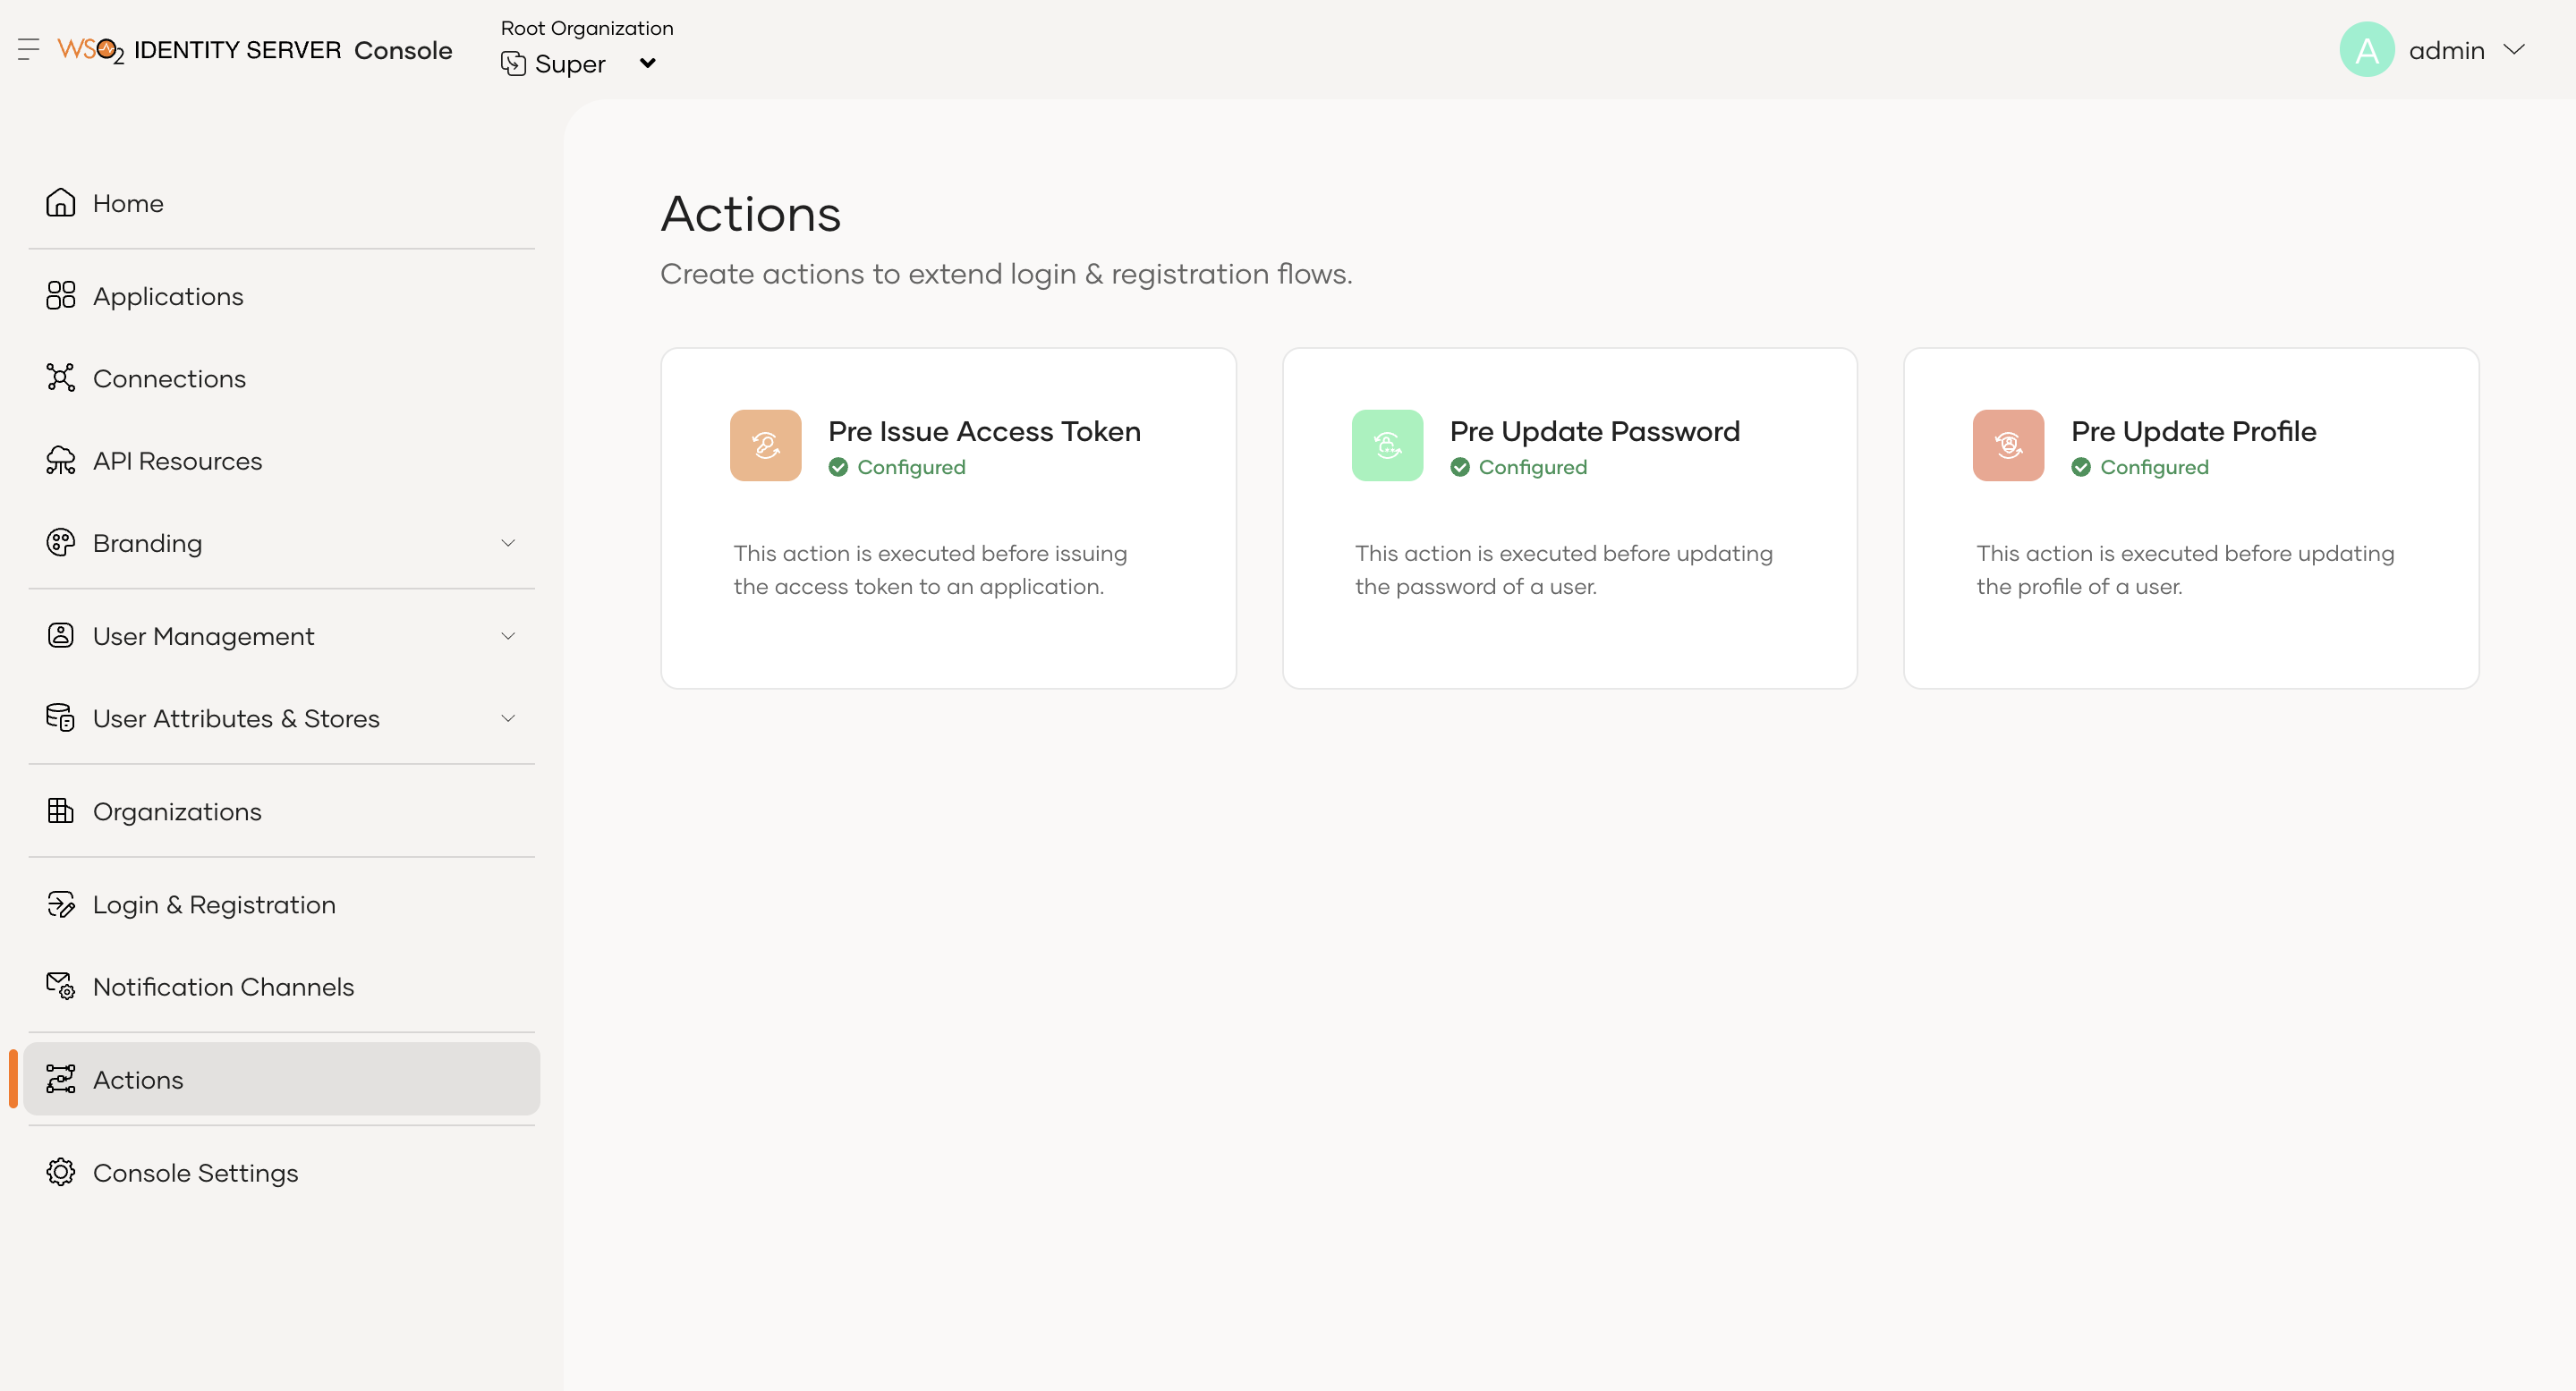 WSO2 IDENTITY SERVER Console
Root Organization
Super
A admin
Home
Applications
Connections
API Resources
Branding
User Management
User Attributes & Stores
Organizations
Login & Registration
Notification Channels
Actions
Console Settings
Actions
Create actions to extend login & registration flows.
Pre Issue Access Token
Configured
This action is executed before issuing
the access token to an application.
Pre Update Password
Configured
This action is executed before updating
the password of a user.
Pre Update Profile
Configured
This action is executed before updating
the profile of a user.